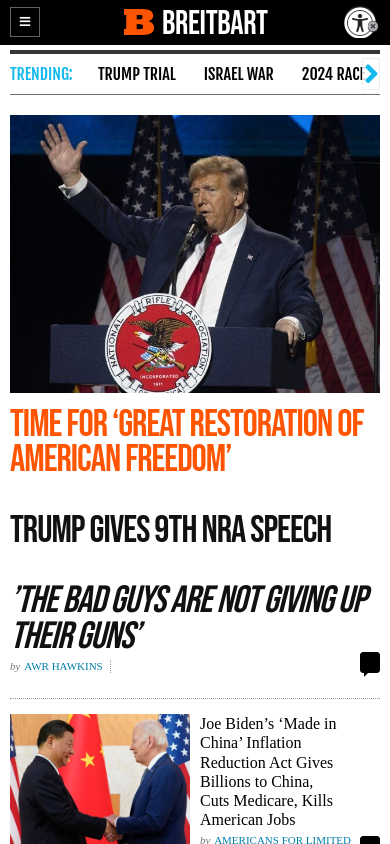 BREITBART
TRENDING:
TRUMP TRIAL
ISRAEL WAR
2024 RACE
NATIONAL RIFLE ASSOCIATION
INCORPORATED
1871
TIME FOR ‘GREAT RESTORATION OF
AMERICAN FREEDOM’
TRUMP GIVES 9TH NRA SPEECH
’THE BAD GUYS ARE NOT GIVING UP
THEIR GUNS’
by AWR HAWKINS
Joe Biden’s ‘Made in
China’ Inflation
Reduction Act Gives
Billions to China,
Cuts Medicare, Kills
American Jobs
by AMERICANS FOR LIMITED